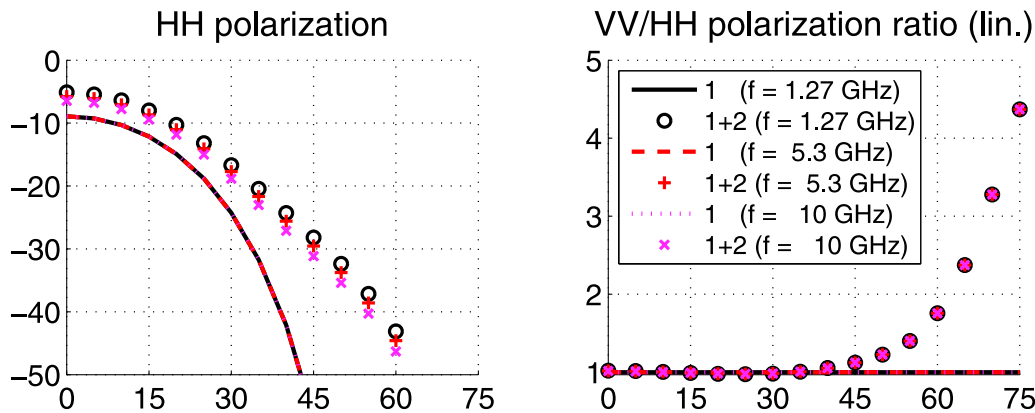 HH polarization
0
−10
−20
−30
−40
−50
0 15 30 45 60 75
VV/HH polarization ratio (lin.)
5
4
3
2
1
1 (f = 1.27 GHz)
1+2 (f = 1.27 GHz)
1 (f = 5.3 GHz)
1+2 (f = 5.3 GHz)
1 (f = 10 GHz)
1+2 (f = 10 GHz)
0 15 30 45 60 75